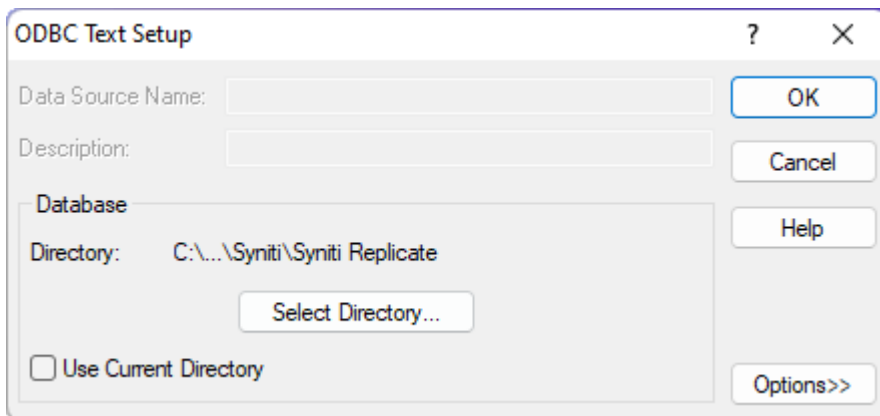 ODBC Text Setup ?
Data Source Name:
OK
Description:
Cancel
Database
Help
Directory: C:\...\Syniti\Syniti Replicate
Select Directory...
Use Current Directory
Options>>